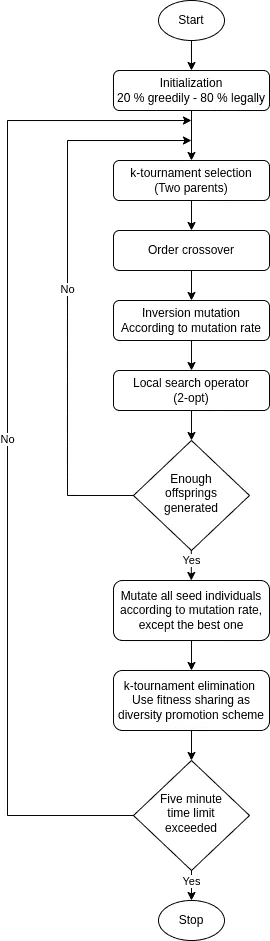 Start
Initialization
20 % greedily - 80 % legally
k-tournament selection
(Two parents)
Order crossover
No
Inversion mutation
According to mutation rate
Local search operator
(2-opt)
No
Enough
offsprings
generated
Yes
Mutate all seed individuals
according to mutation rate,
except the best one
k-tournament elimination
Use fitness sharing as
diversity promotion scheme
Five minute
time limit
exceeded
Yes
Stop